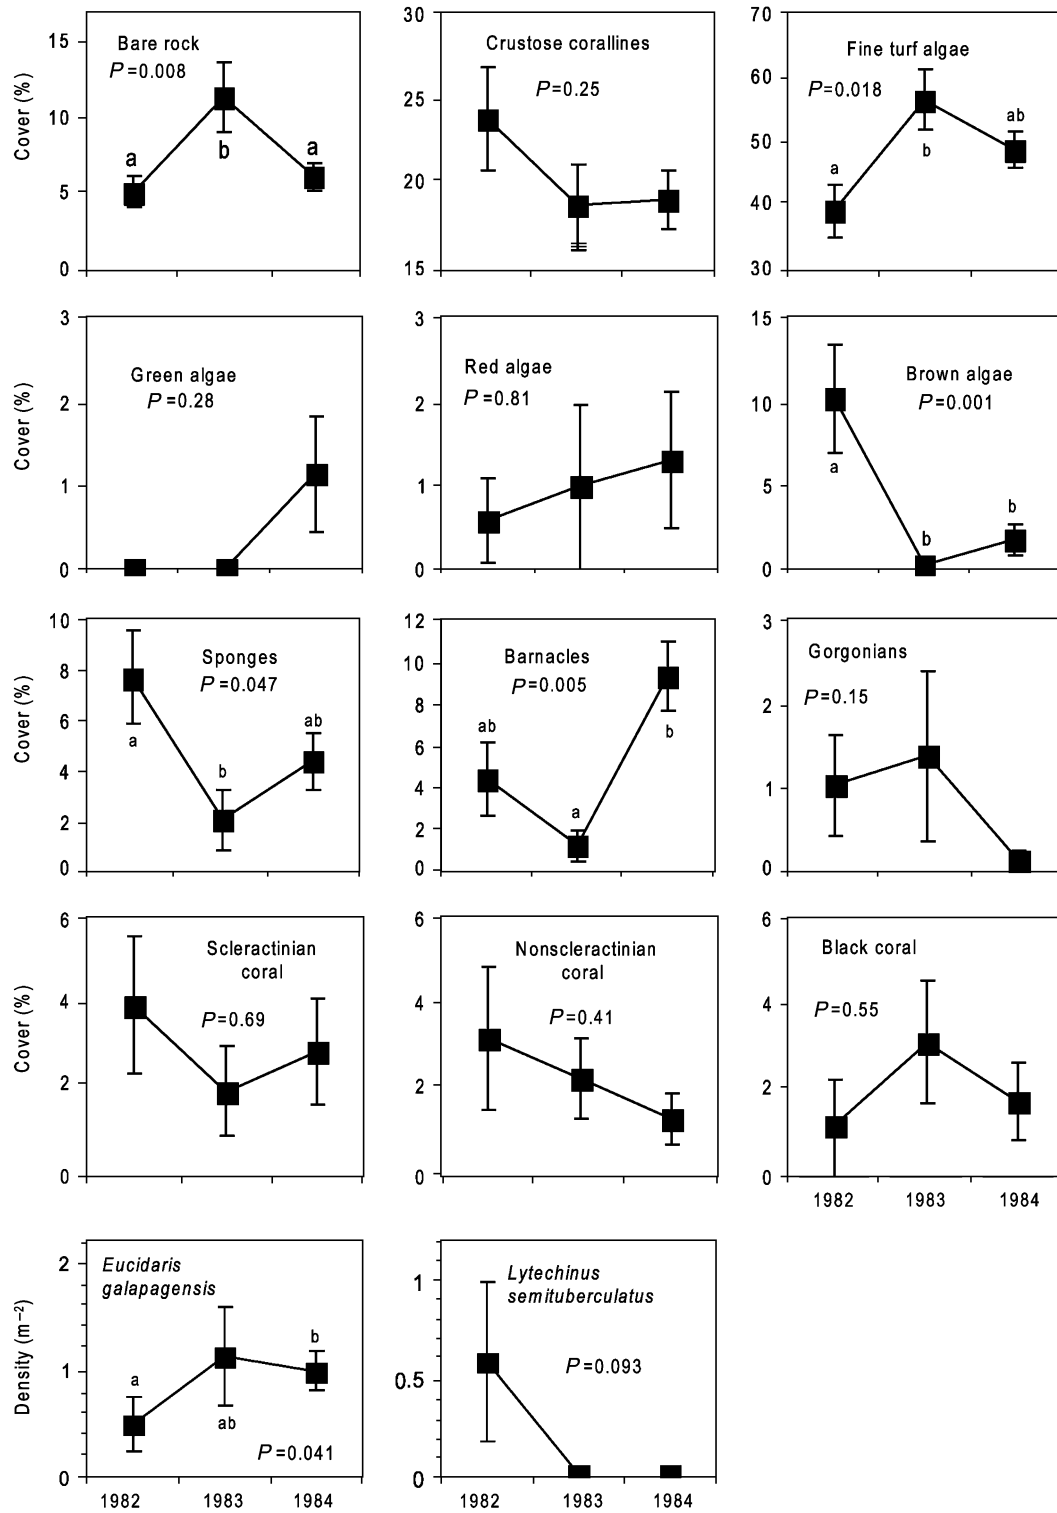 15
Bare rock
P=0.008
Cover (%)
10
a
a
b
5
0
30
Crustose corallines
P=0.25
25
20
15
70
Fine turf algae
60
P=0.018
ab
50
b
a
40
30
3
Green algae
P=0.28
Cover (%)
2
1
0
3
Red algae
P=0.81
2
1
0
15
Brown algae
P=0.001
10
a
5
b
b
0
10
Sponges
P=0.047
Cover (%)
8
6
a
ab
b
4
2
0
12
Barnacles
P=0.005
10
8
ab
b
6
4
a
2
0
3
Gorgonians
P=0.15
2
1
0
6
Scleractinian
coral
P=0.69
Cover (%)
4
2
0
6
Nonscleractinian
coral
P=0.41
4
2
0
6
Black coral
P=0.55
4
2
0
1982
1983
1984
2
Eucidaris
galapagensis
Density (m−2)
b
a
1
ab
P=0.041
0
1982
1983
1984
Lytechinus
semituberculatus
1
P=0.093
0.5
0
1982
1983
1984